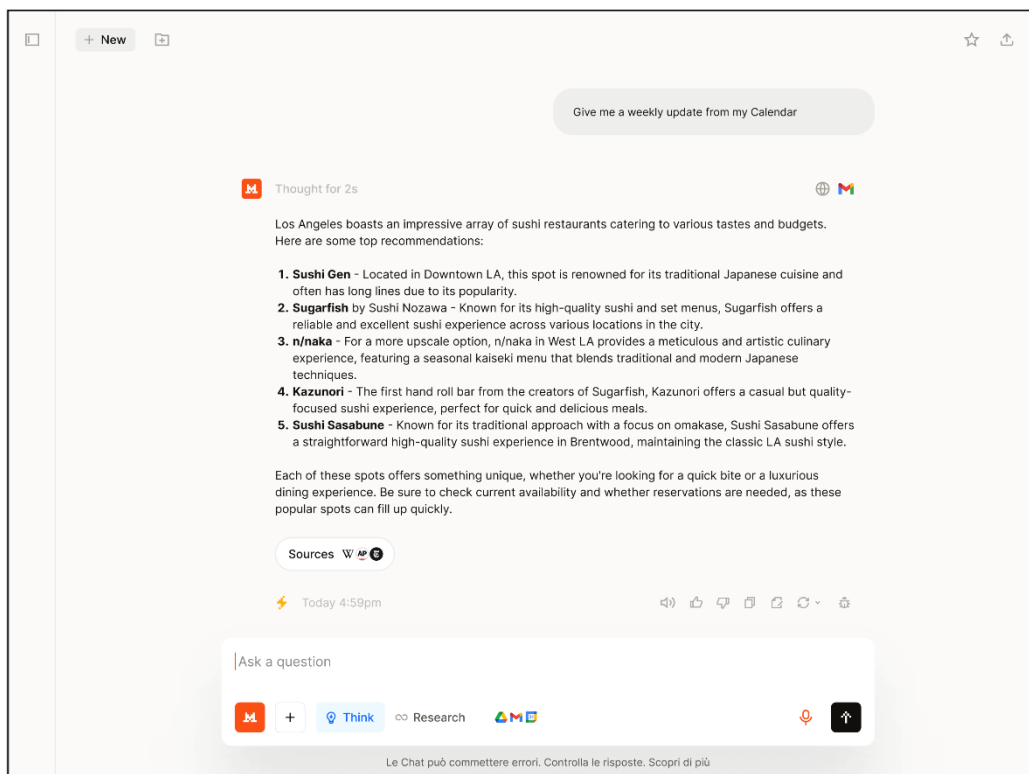 New
Give me a weekly update from my Calendar
Thought for 2s
Los Angeles boasts an impressive array of sushi restaurants catering to various tastes and budgets.
Here are some top recommendations:
1. Sushi Gen - Located in Downtown LA, this spot is renowned for its traditional Japanese cuisine and
often has long lines due to its popularity.
2. Sugarfish by Sushi Nozawa - Known for its high-quality sushi and set menus, Sugarfish offers a
reliable and excellent sushi experience across various locations in the city.
3. n/naka - For a more upscale option, n/naka in West LA provides a meticulous and artistic culinary
experience, featuring a seasonal kaiseki menu that blends traditional and modern Japanese
techniques.
4. Kazunori - The first hand roll bar from the creators of Sugarfish, Kazunori offers a casual but quality-
focused sushi experience, perfect for quick and delicious meals.
5. Sushi Sasabune - Known for its traditional approach with a focus on omakase, Sushi Sasabune offers
a straightforward high-quality sushi experience in Brentwood, maintaining the classic LA sushi style.
Each of these spots offers something unique, whether you're looking for a quick bite or a luxurious
dining experience. Be sure to check current availability and whether reservations are needed, as these
popular spots can fill up quickly.
Sources W AP
Today 4:59pm
Ask a question
Think Research
Le Chat può commettere errori. Controlla le risposte. Scopri di più